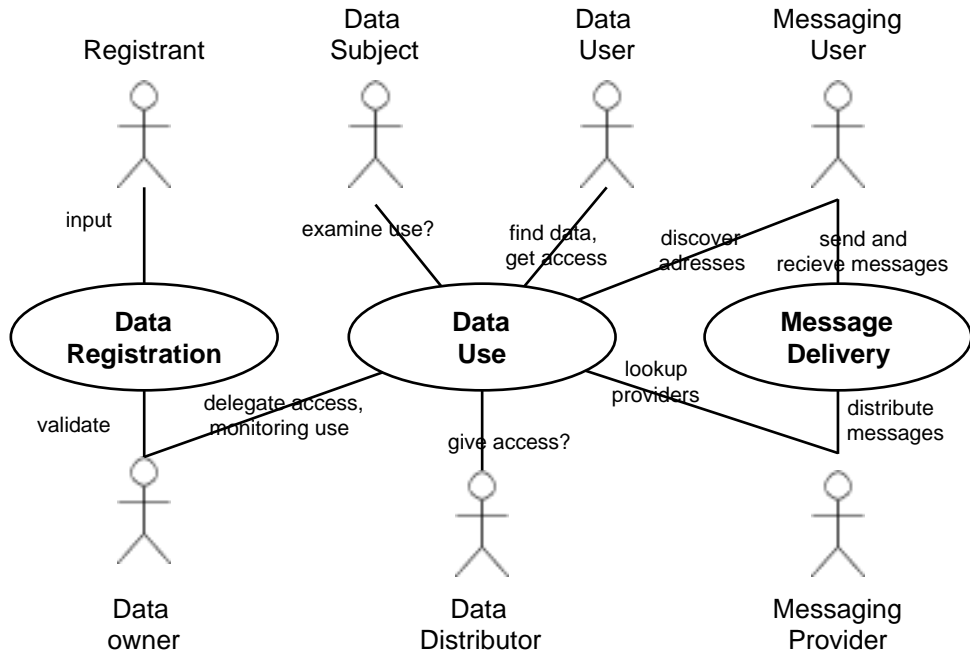 Registrant
Data
Subject
Data
User
Messaging
User
input
examine use?
find data,
get access
discover
adresses
send and
recieve messages
Data
Registration
Data
Use
Message
Delivery
validate
delegate access,
monitoring use
give access?
lookup
providers
distribute
messages
Data
owner
Data
Distributor
Messaging
Provider